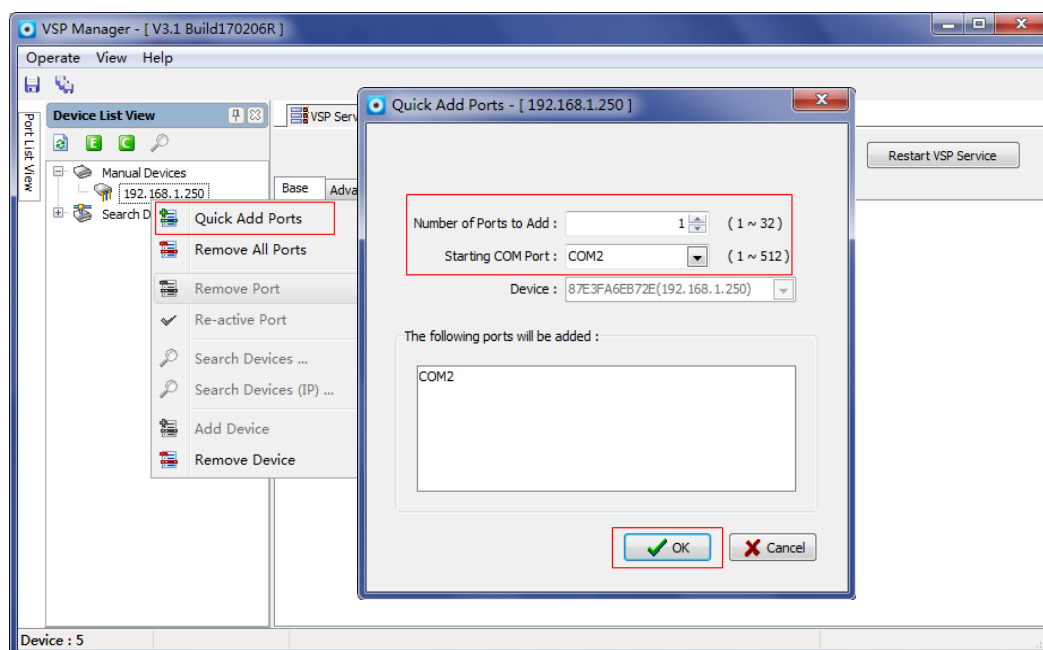 VSP Manager - [ V3.1 Build170206R ]
Operate View Help
Port List View
Device List View
E C
Manual Devices
192.168.1.250
Search D
Quick Add Ports
Remove All Ports
Remove Port
Re-active Port
Search Devices ...
Search Devices (IP) ...
Add Device
Remove Device
VSP Serv
Restart VSP Service
Base Adva
Quick Add Ports - [ 192.168.1.250 ]
Number of Ports to Add : 1 ( 1 ~ 32 )
Starting COM Port : COM2 ( 1 ~ 512 )
Device : 87E3FA6EB72E(192.168.1.250)
The following ports will be added :
COM2
OK Cancel
Device : 5